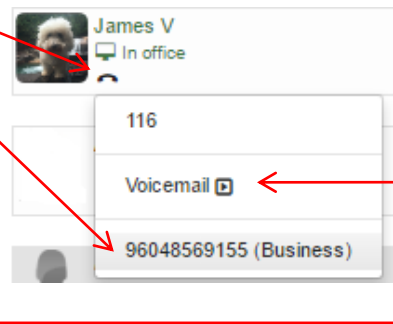 James V
In office
116
Voicemail
96048569155 (Business)